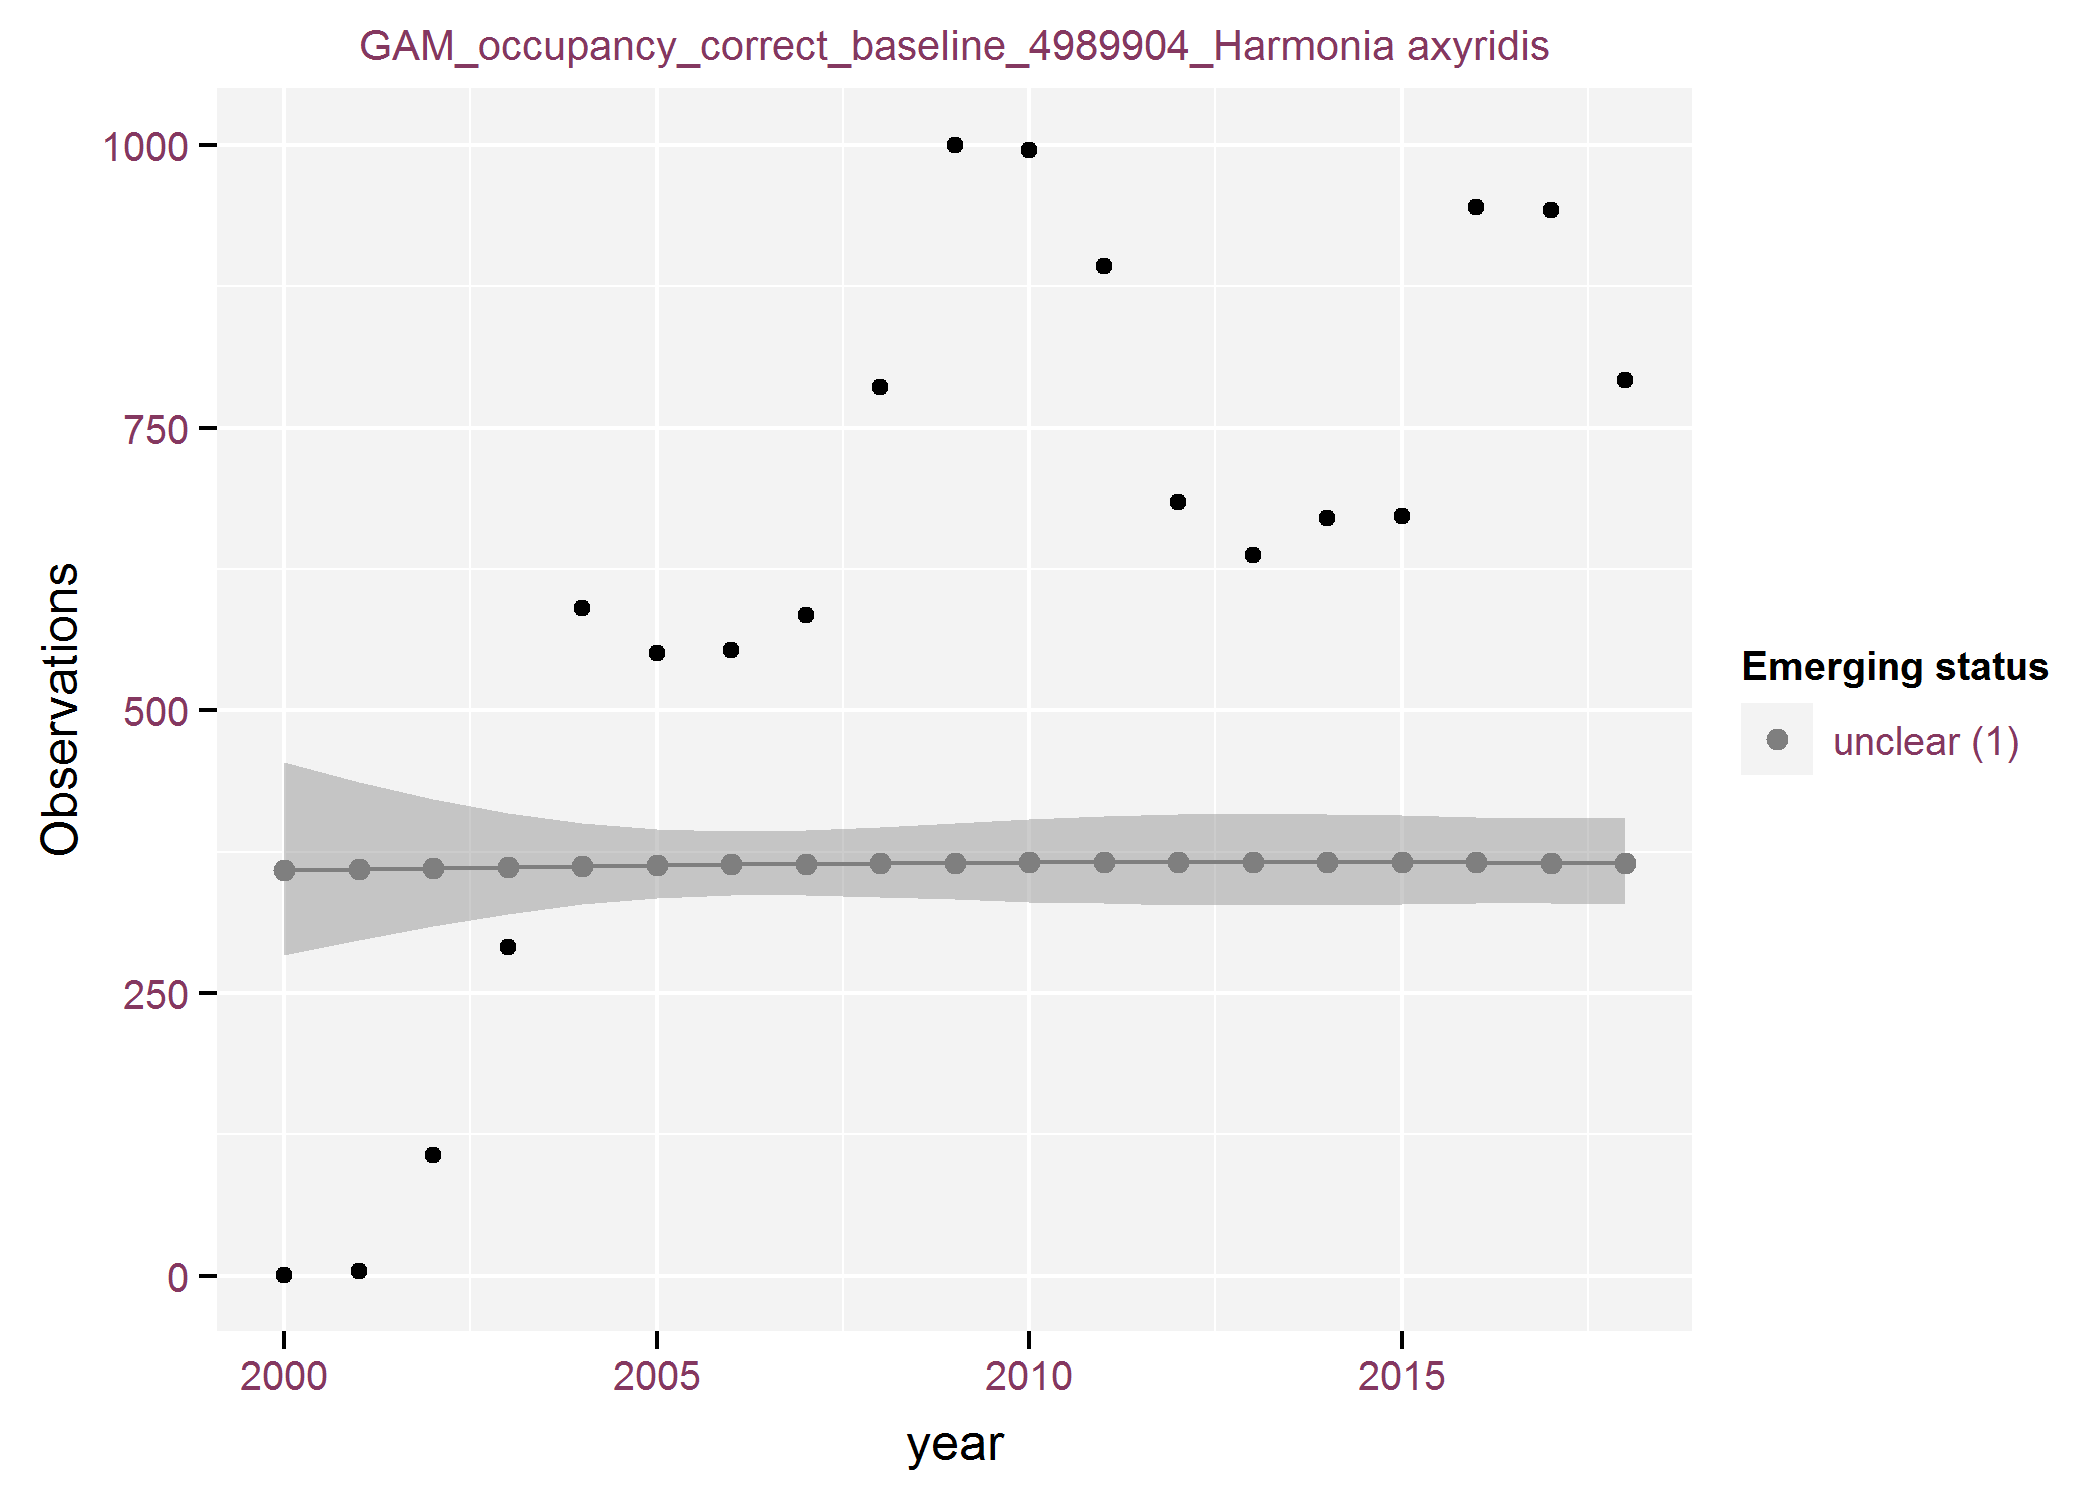 GAM_occupancy_correct_baseline_4989904_Harmonia axyridis
1000
750
500
250
0
Observations
2000 2005 2010 2015
year
Emerging status
unclear (1)